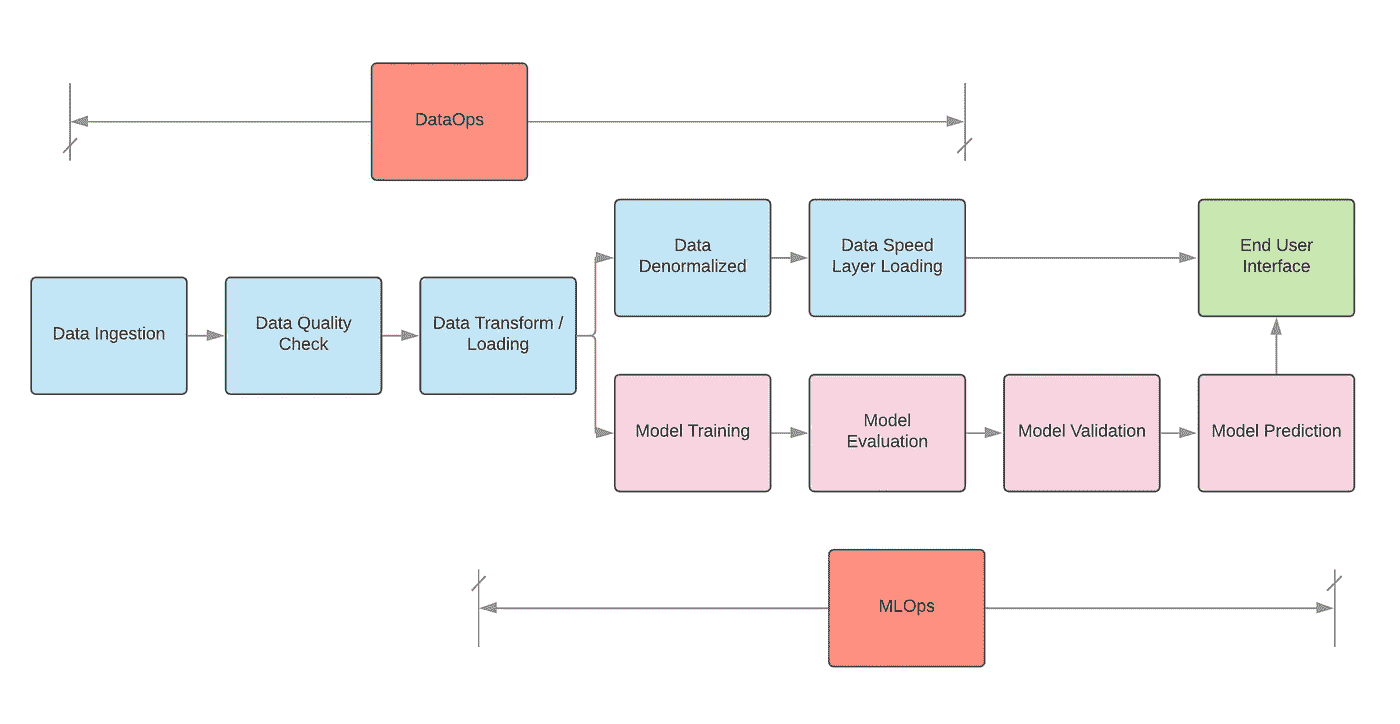 DataOps
Data
Denormalized
Data Speed
Layer Loading
End User
Interface
Data Ingestion
Data Quality
Check
Data Transform /
Loading
Model Training
Model
Evaluation
Model Validation
Model Prediction
MLOps